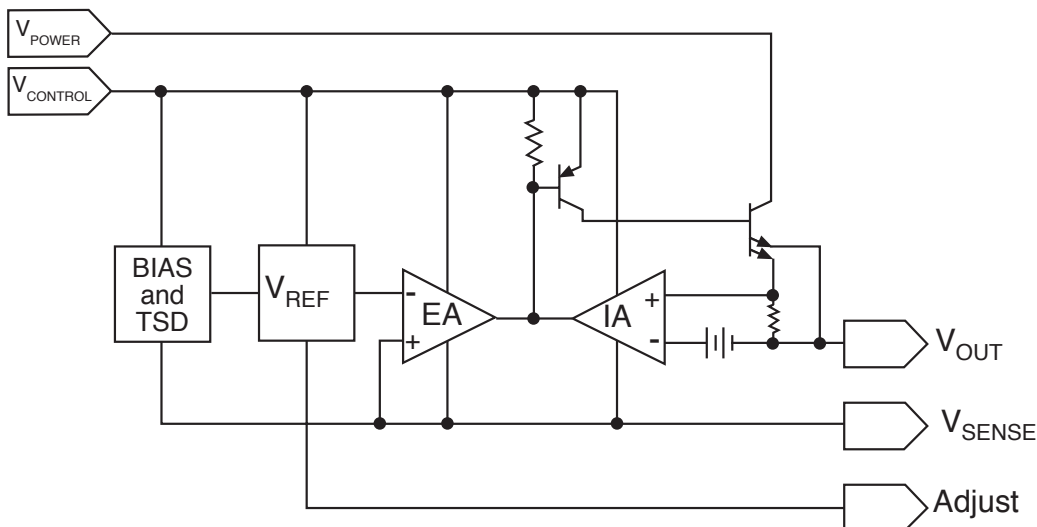 VPOWER
VCONTROL
BIAS
and
TSD
VREF
-
+
EA
IA
+
-
VOUT
VSENSE
Adjust